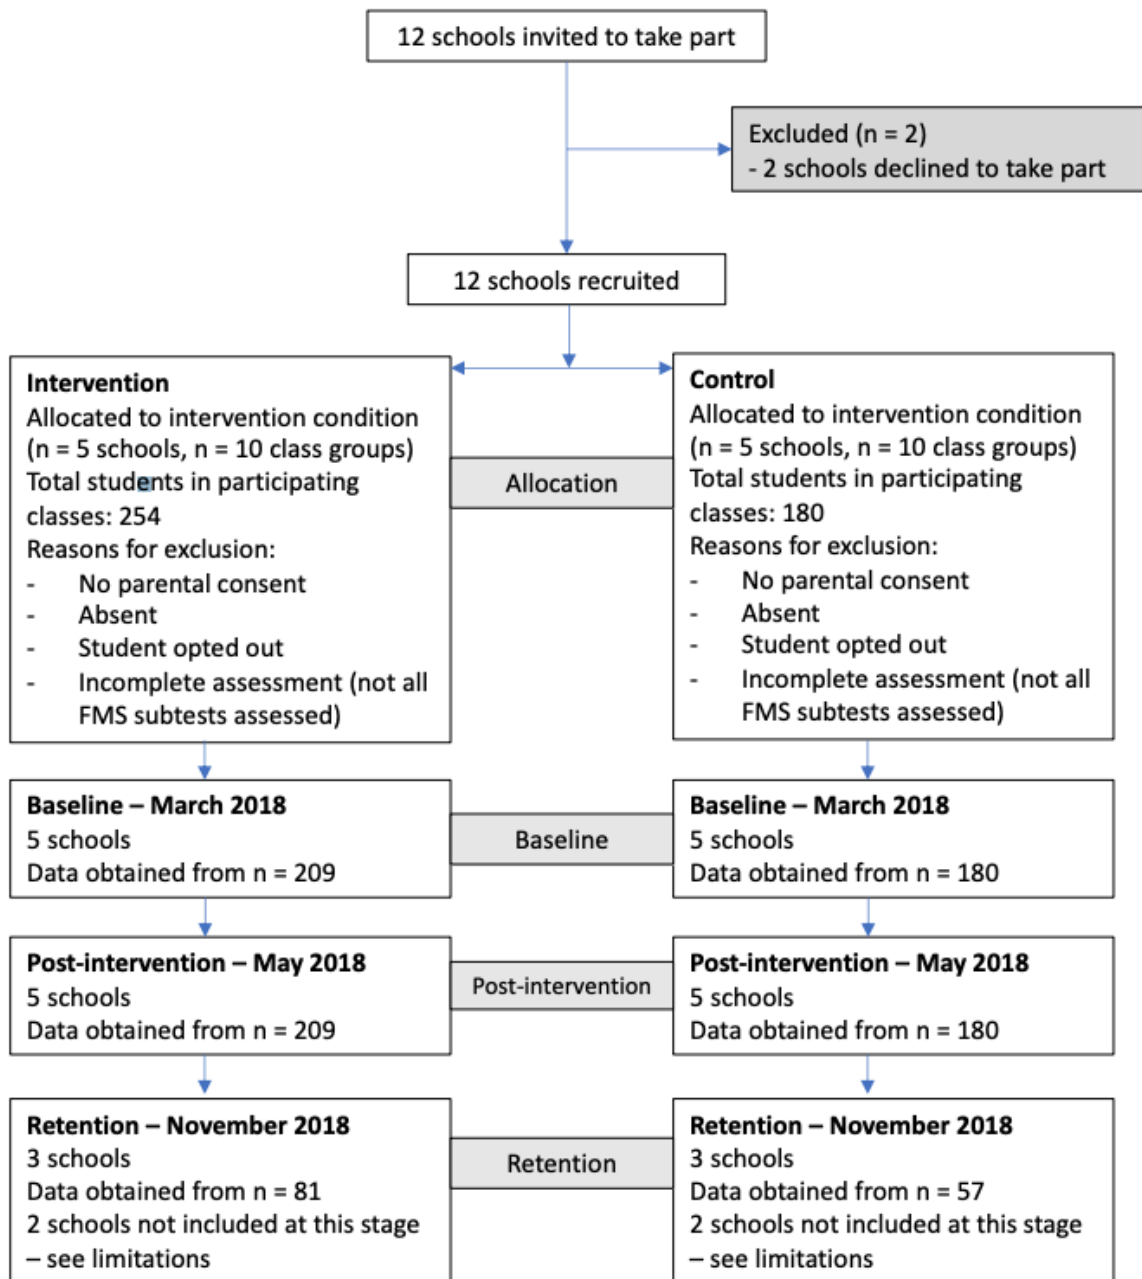 12 schools invited to take part
Excluded (n = 2)
- 2 schools declined to take part
12 schools recruited
Intervention
Allocated to intervention condition
(n = 5 schools, n = 10 class groups)
Total students in participating
classes: 254
Reasons for exclusion:
- No parental consent
- Absent
- Student opted out
- Incomplete assessment (not all
FMS subtests assessed)
Allocation
Control
Allocated to intervention condition
(n = 5 schools, n = 10 class groups)
Total students in participating
classes: 180
Reasons for exclusion:
- No parental consent
- Absent
- Student opted out
- Incomplete assessment (not all
FMS subtests assessed)
Baseline – March 2018
5 schools
Data obtained from n = 209
Baseline
Baseline – March 2018
5 schools
Data obtained from n = 180
Post-intervention – May 2018
5 schools
Data obtained from n = 209
Post-intervention
Post-intervention – May 2018
5 schools
Data obtained from n = 180
Retention – November 2018
3 schools
Data obtained from n = 81
2 schools not included at this stage
– see limitations
Retention
Retention – November 2018
3 schools
Data obtained from n = 57
2 schools not included at this stage
– see limitations